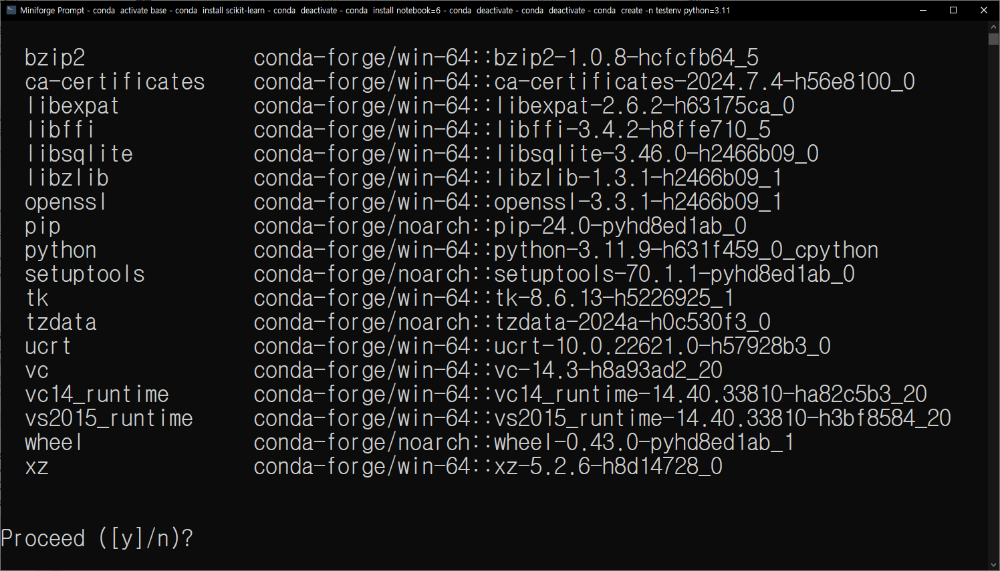 Miniforge Prompt - conda  activate base - conda  install scikit-learn - conda  deactivate - conda  install notebook=6 - conda  deactivate - conda  deactivate - conda  create -n testenv python=3.11
bzip2 conda-forge/win-64::bzip2-1.0.8-hcfcfb64_5
ca-certificates conda-forge/win-64::ca-certificates-2024.7.4-h56e8100_0
libexpat conda-forge/win-64::libexpat-2.6.2-h63175ca_0
libffi conda-forge/win-64::libffi-3.4.2-h8ffe710_5
libsqlite conda-forge/win-64::libsqlite-3.46.0-h2466b09_0
libzlib conda-forge/win-64::libzlib-1.3.1-h2466b09_1
openssl conda-forge/win-64::openssl-3.3.1-h2466b09_1
pip conda-forge/noarch::pip-24.0-pyhd8ed1ab_0
python conda-forge/win-64::python-3.11.9-h631f459_0_cpython
setuptools conda-forge/noarch::setuptools-70.1.1-pyhd8ed1ab_0
tk conda-forge/win-64::tk-8.6.13-h5226925_1
tzdata conda-forge/noarch::tzdata-2024a-h0c530f3_0
ucrt conda-forge/win-64::ucrt-10.0.22621.0-h57928b3_0
vc conda-forge/win-64::vc-14.3-h8a93ad2_20
vc14_runtime conda-forge/win-64::vc14_runtime-14.40.33810-ha82c5b3_20
vs2015_runtime conda-forge/win-64::vs2015_runtime-14.40.33810-h3bf8584_20
wheel conda-forge/noarch::wheel-0.43.0-pyhd8ed1ab_1
xz conda-forge/win-64::xz-5.2.6-h8d14728_0
Proceed ([y]/n)?